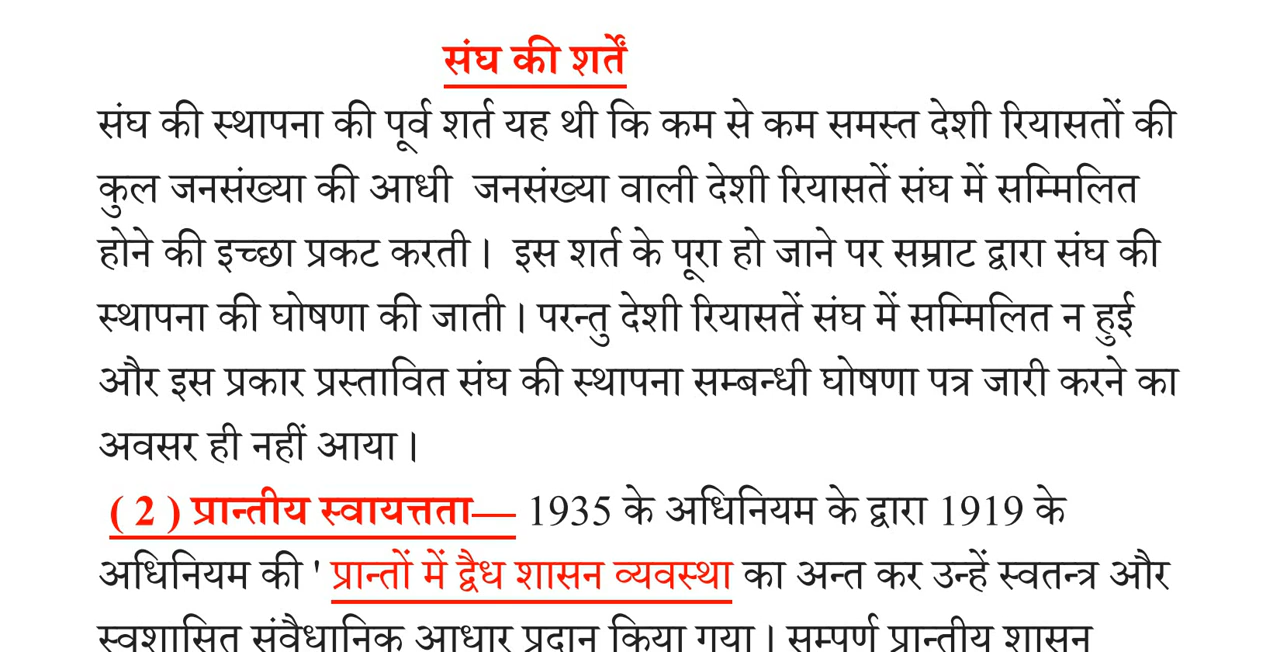 संघ की शर्तें
संघ की स्थापना की पूर्व शर्त यह थी कि कम से कम समस्त देशी रियासतों की
कुल जनसंख्या की आधी जनसंख्या वाली देशी रियासतें संघ में सम्मिलित
होने की इच्छा प्रकट करती। इस शर्त के पूरा हो जाने पर सम्राट द्वारा संघ की
स्थापना की घोषणा की जाती। परन्तु देशी रियासतें संघ में सम्मिलित न हुई
और इस प्रकार प्रस्तावित संघ की स्थापना सम्बन्धी घोषणा पत्र जारी करने का
अवसर ही नहीं आया।
( 2 ) प्रान्तीय स्वायत्तता— 1935 के अधिनियम के द्वारा 1919 के
अधिनियम की ' प्रान्तों में द्वैध शासन व्यवस्था का अन्त कर उन्हें स्वतन्त्र और
स्वशासित संवैधानिक आधार प्रदान किया गया। सम्पूर्ण प्रान्तीय शासन